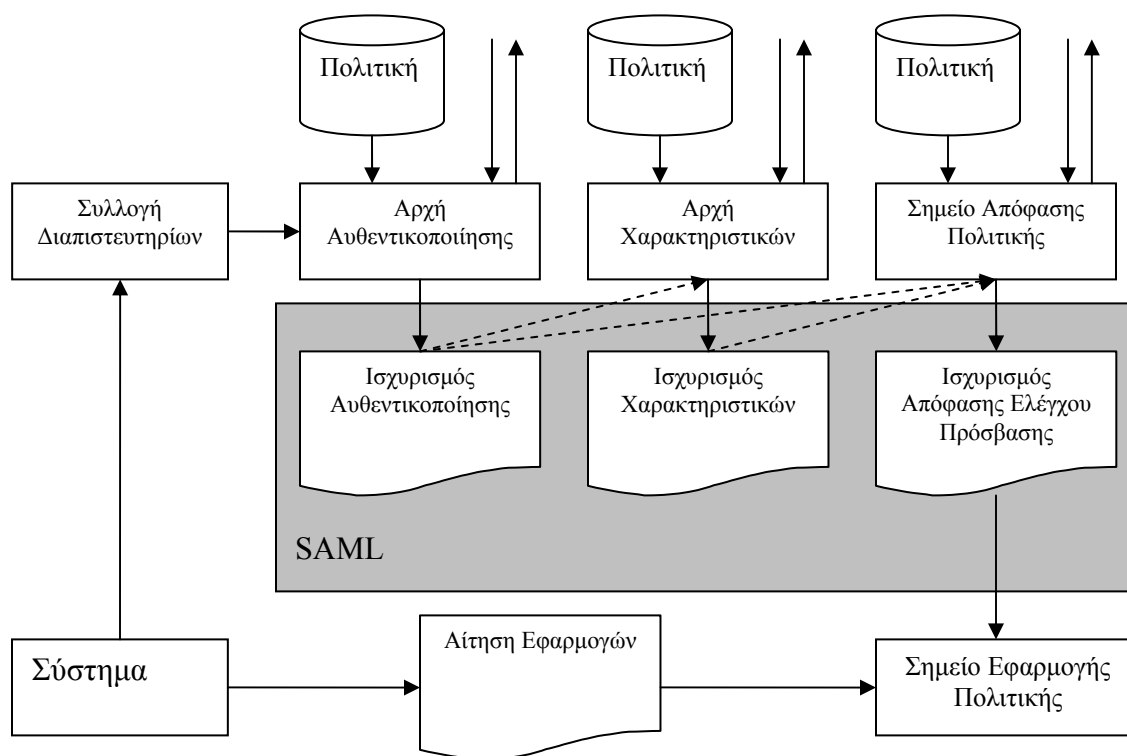 Πολιτική
Πολιτική
Πολιτική
Συλλογή
Διαπιστευτηρίων
Αρχή
Αυθεντικοποιίησης
Αρχή
Χαρακτηριστικών
Σημείο Απόφασης
Πολιτικής
Ισχυρισμός
Αυθεντικοποίησης
Ισχυρισμός
Χαρακτηριστικών
Ισχυρισμός
Απόφασης Ελέγχου
Πρόσβασης
SAML
Σύστημα
Αίτηση Εφαρμογών
Σημείο Εφαρμογής
Πολιτικής